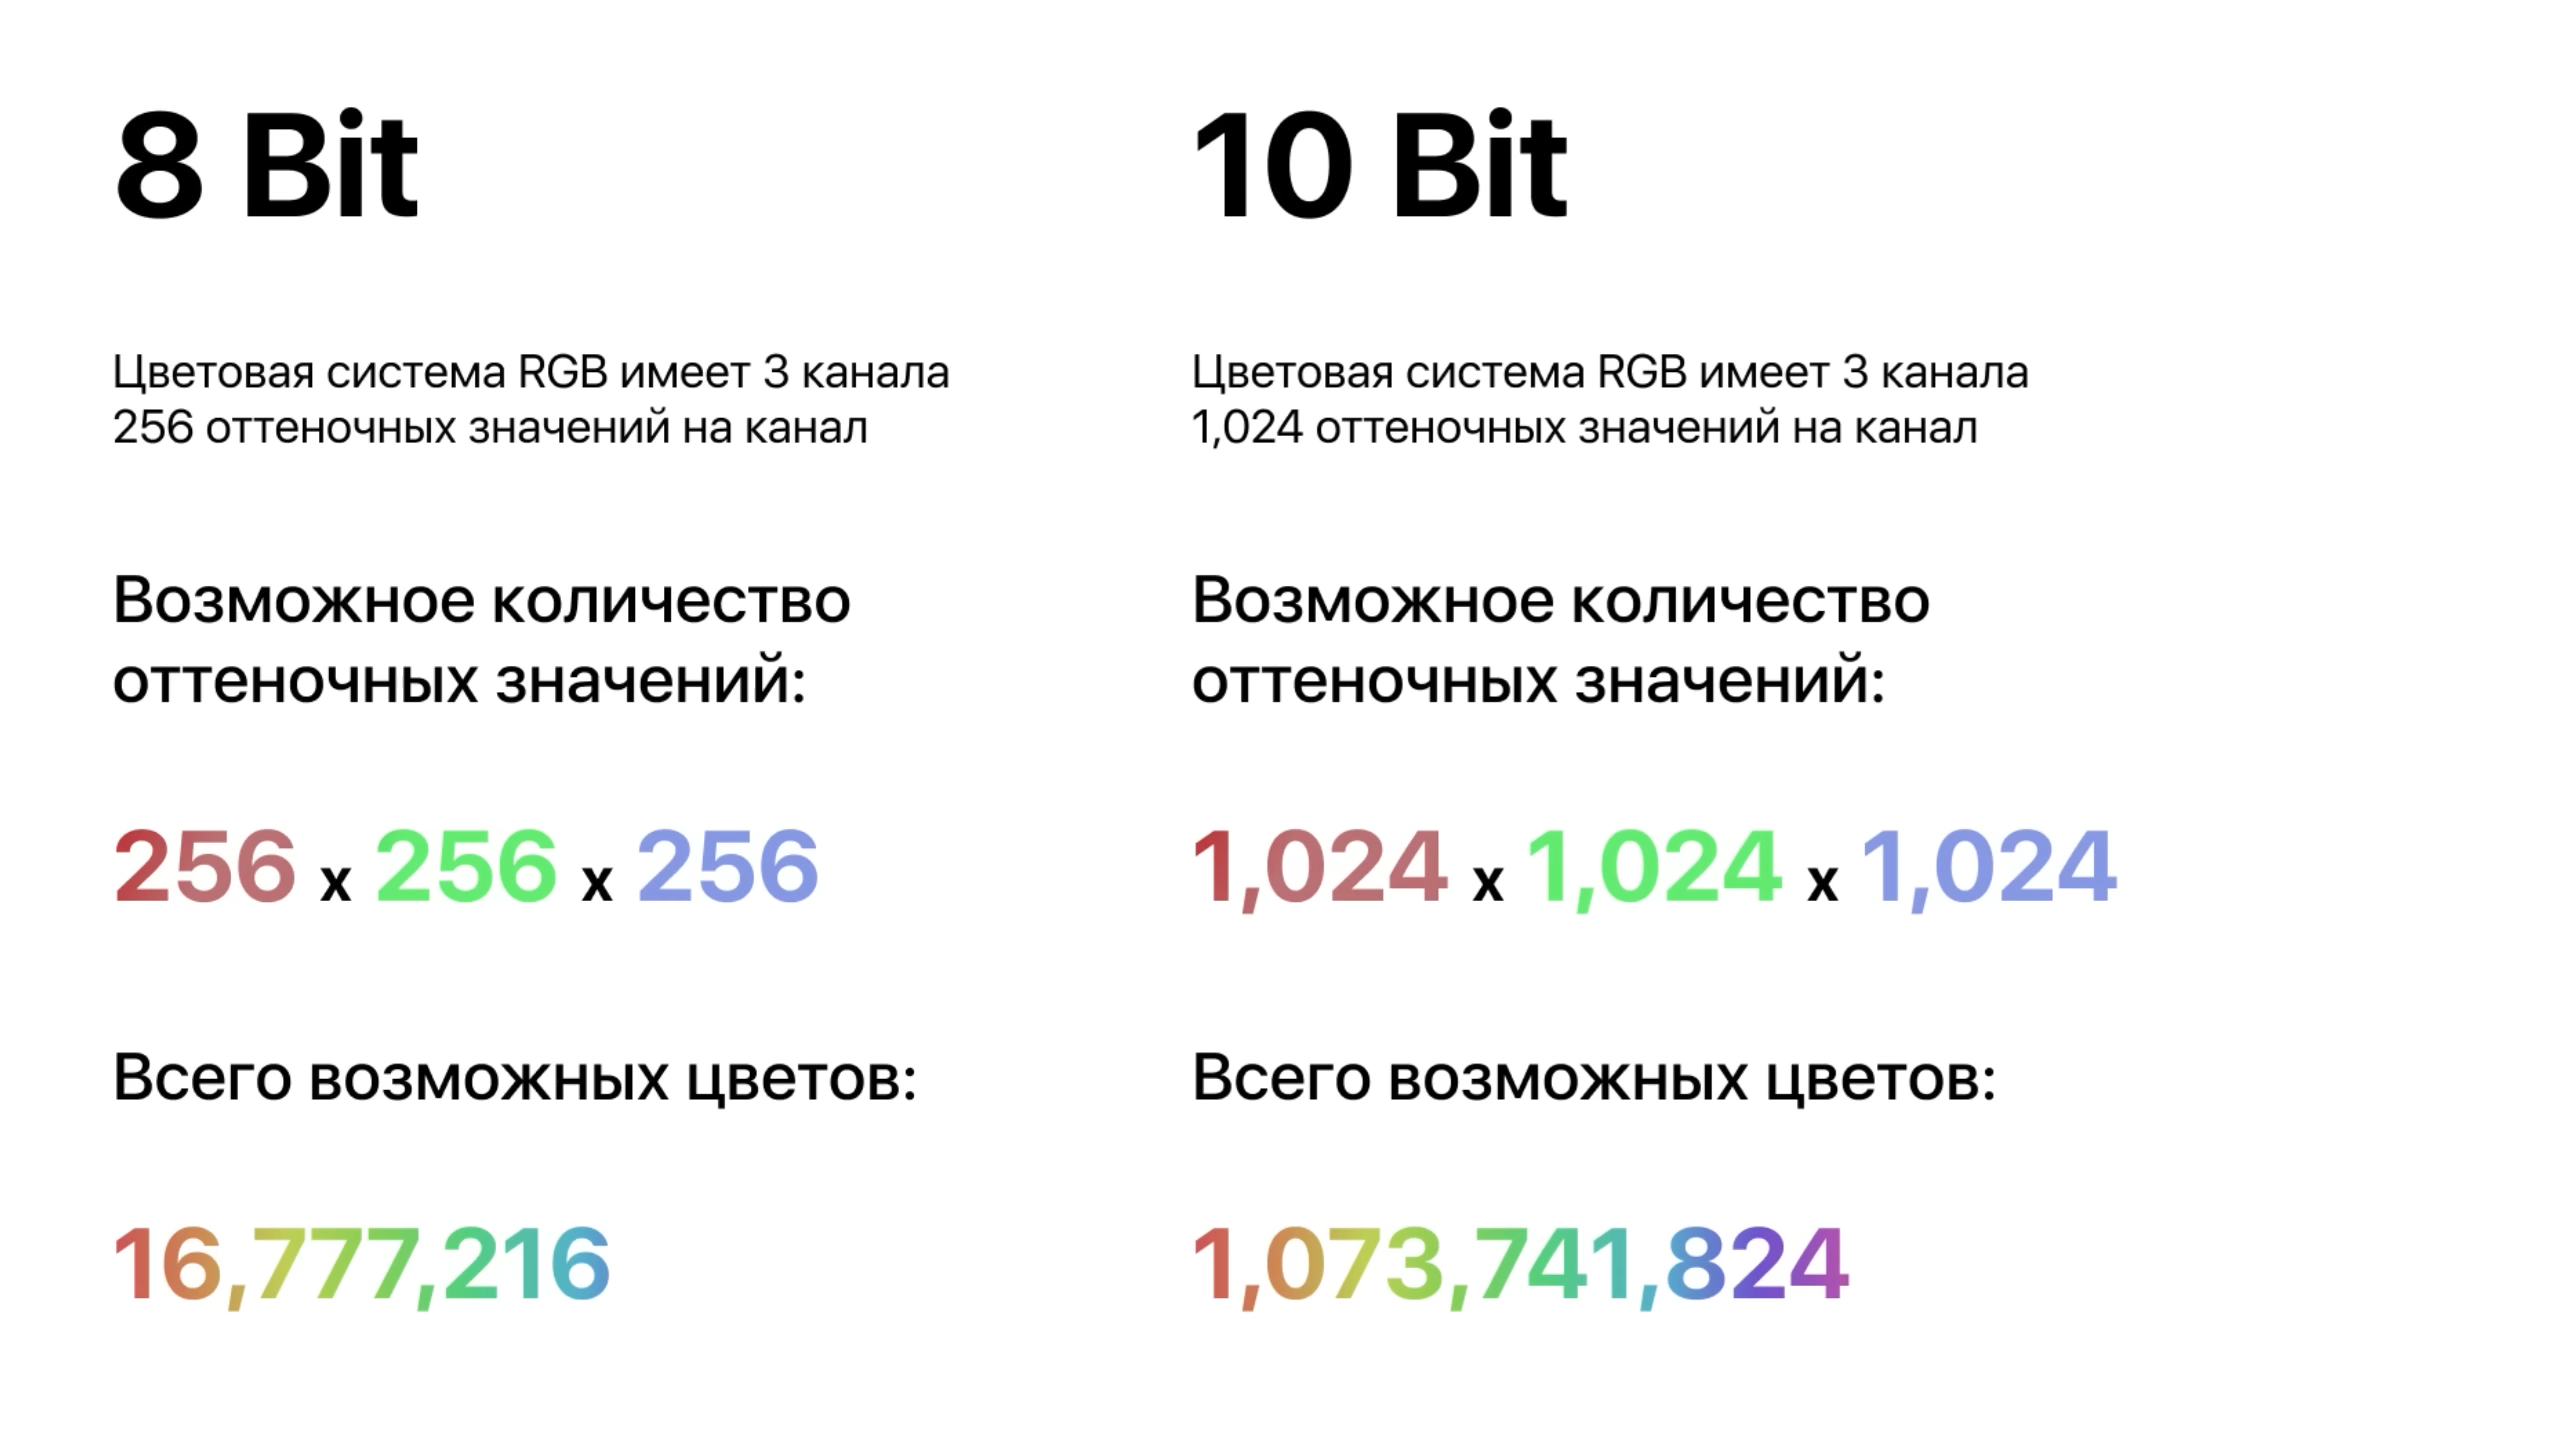 8 Bit
Цветовая система RGB имеет 3 канала
256 оттеночных значений на канал
Возможное количество
оттеночных значений:
256 x 256 x 256
Всего возможных цветов:
16,777,216
10 Bit
Цветовая система RGB имеет 3 канала
1,024 оттеночных значений на канал
Возможное количество
оттеночных значений:
1,024 x 1,024 x 1,024
Всего возможных цветов:
1,073,741,824